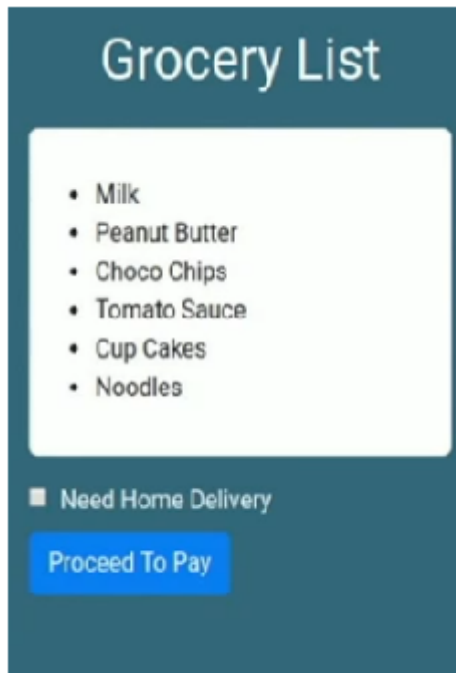 Grocery List
Milk
Peanut Butter
Choco Chips
Tomato Sauce
Cup Cakes
Noodles
Need Home Delivery
Proceed To Pay